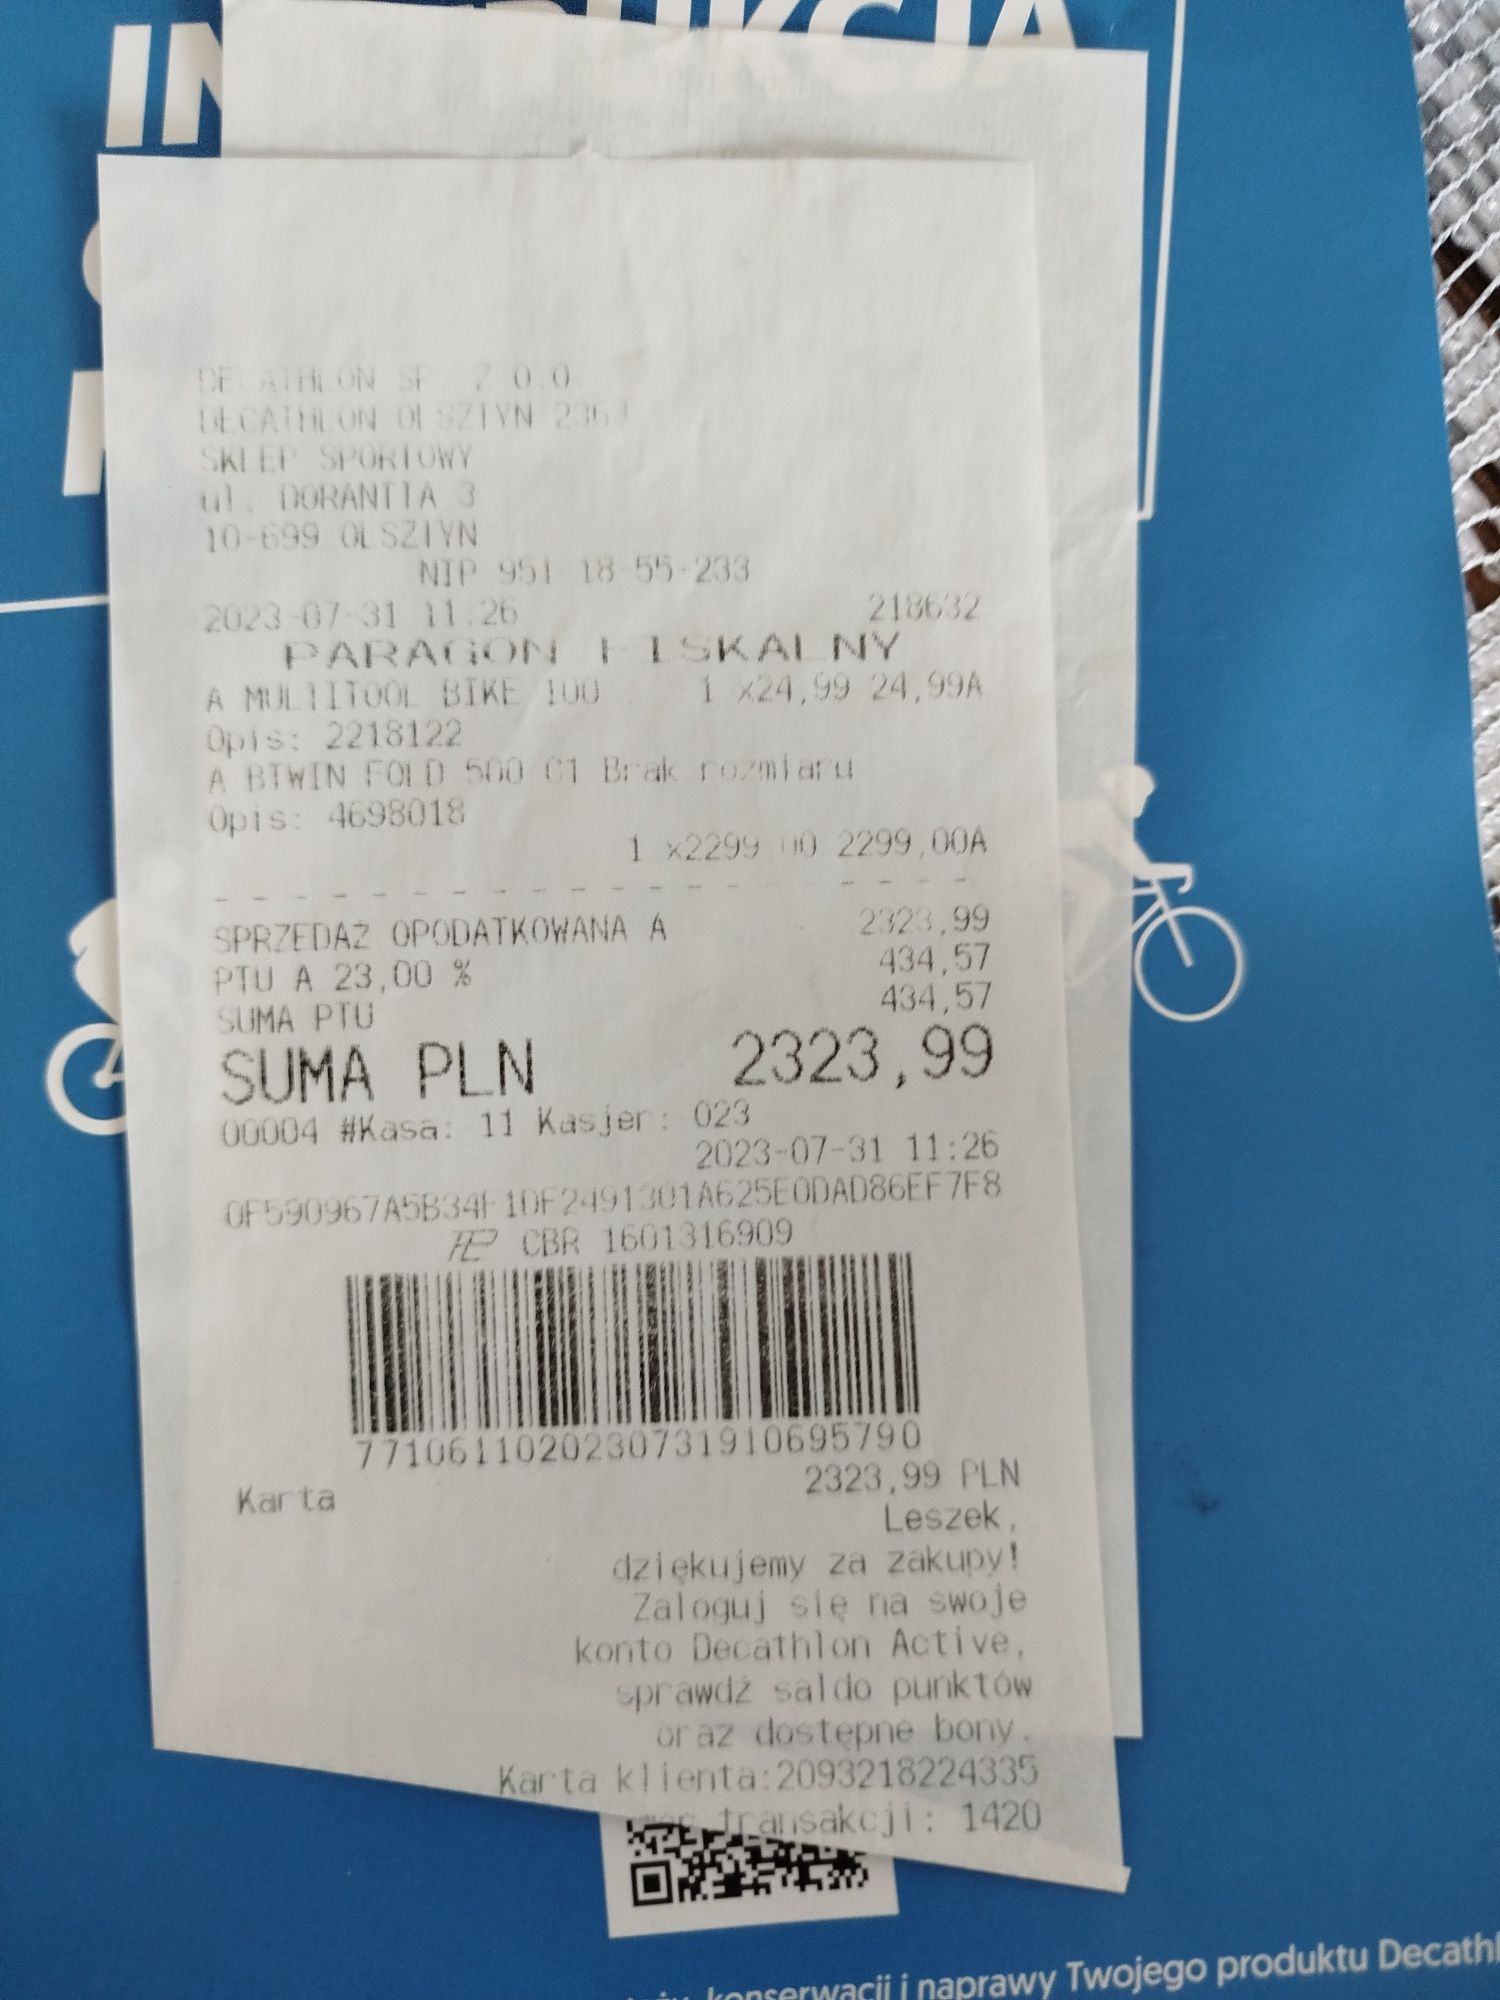 DECATHLON SP. Z O.O.
DECATHLON OLSZTYN 2363
SKLEP SPORTOWY
ul. DORANTTA 3
10-699 OLSZTYN
NIP 951 18-55-233
2023-07-31 11:26 218632
PARAGON FISKALNY
A MULTITOOL BIKE 100 . 1 x24,99 24,99A
Opis: 2218122
A BTWIN FOLD 500 C1 Brak rozmiaru
Opis: 4698018
1 x2299,00 2299,00A
SPRZEDAŻ OPODATKOWANA A 2323,99
PTU A 23,00 % 434,57
SUMA PTU 434,57
SUMA PLN 2323,99
00004 #Kasa: 11 Kasjer: 023
2023-07-31 11:26
0F590967A5B34F1DF2491301A625E0DAD86EF7F8
CBR 1601316909
7710611020230731910695790
Karta 2323,99 PLN
Leszek,
dziękujemy za zakupy!
Zaloguj się na swoje
konto Decathlon Active,
sprawdź saldo punktów
oraz dostępne bony.
Karta klienta:2093218224335
transakcji: 1420
konserwacji i naprawy Twojego produktu Decathl